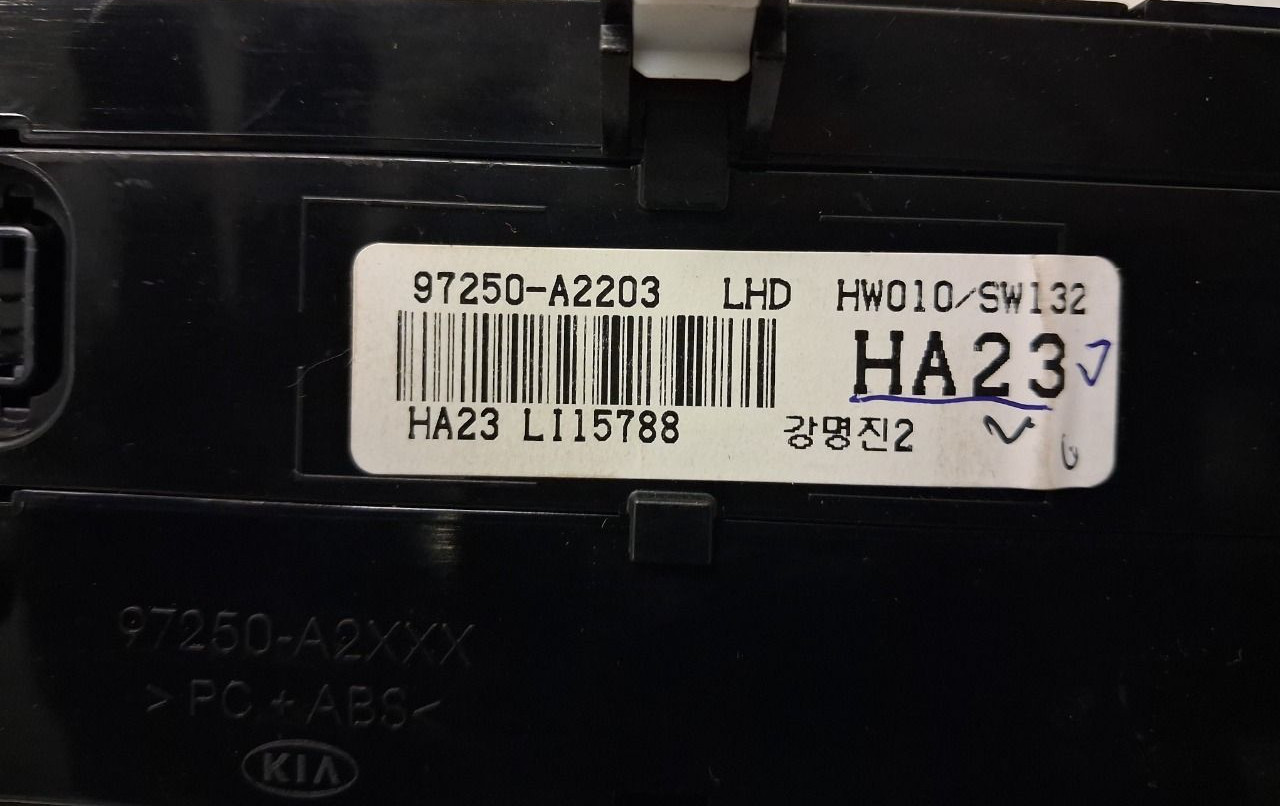 97250-A2203 LHD HW010/SW132
HA23
HA23 LI15788 강명진2
97250-A2XXX
>PC+ABS<
KIA